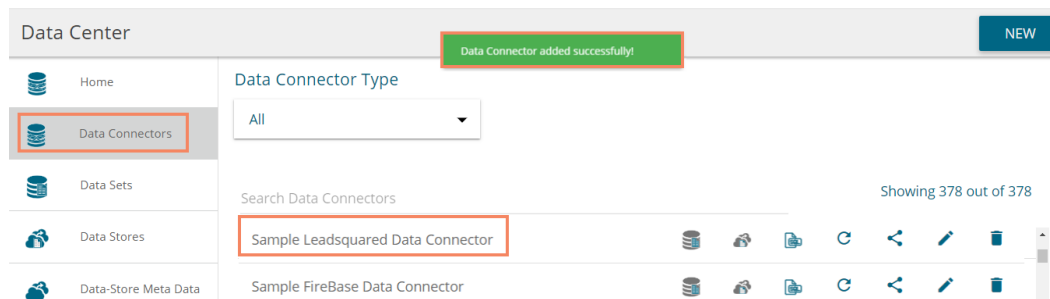 Data Center
Data Connector added successfully!
NEW
Home
Data Connectors
Data Sets
Data Stores
Data-Store Meta Data
Data Connector Type
All
Search Data Connectors
Showing 378 out of 378
Sample Leadsquared Data Connector
Sample FireBase Data Connector